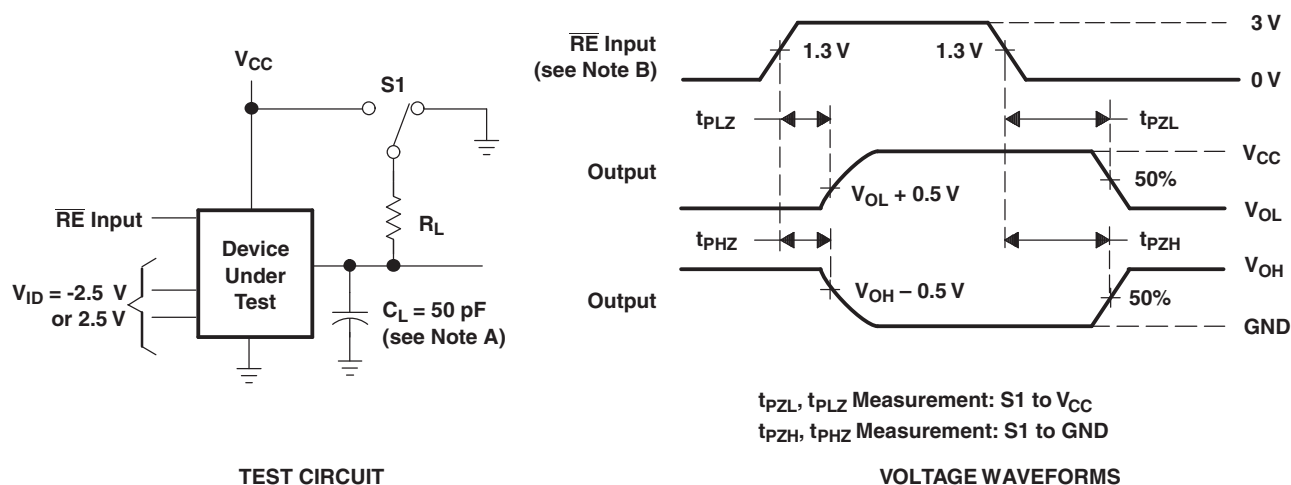 V_CC
S1
R̅E̅ Input
R_L
Device
Under
Test
V_ID = -2.5 V
or 2.5 V
C_L = 50 pF
(see Note A)
TEST CIRCUIT
R̅E̅ Input
(see Note B)
1.3 V
1.3 V
3 V
0 V
t_PLZ
t_PZL
Output
V_OL + 0.5 V
50%
V_CC
V_OL
t_PHZ
t_PZH
Output
V_OH – 0.5 V
50%
V_OH
GND
t_PZL, t_PLZ Measurement: S1 to V_CC
t_PZH, t_PHZ Measurement: S1 to GND
VOLTAGE WAVEFORMS